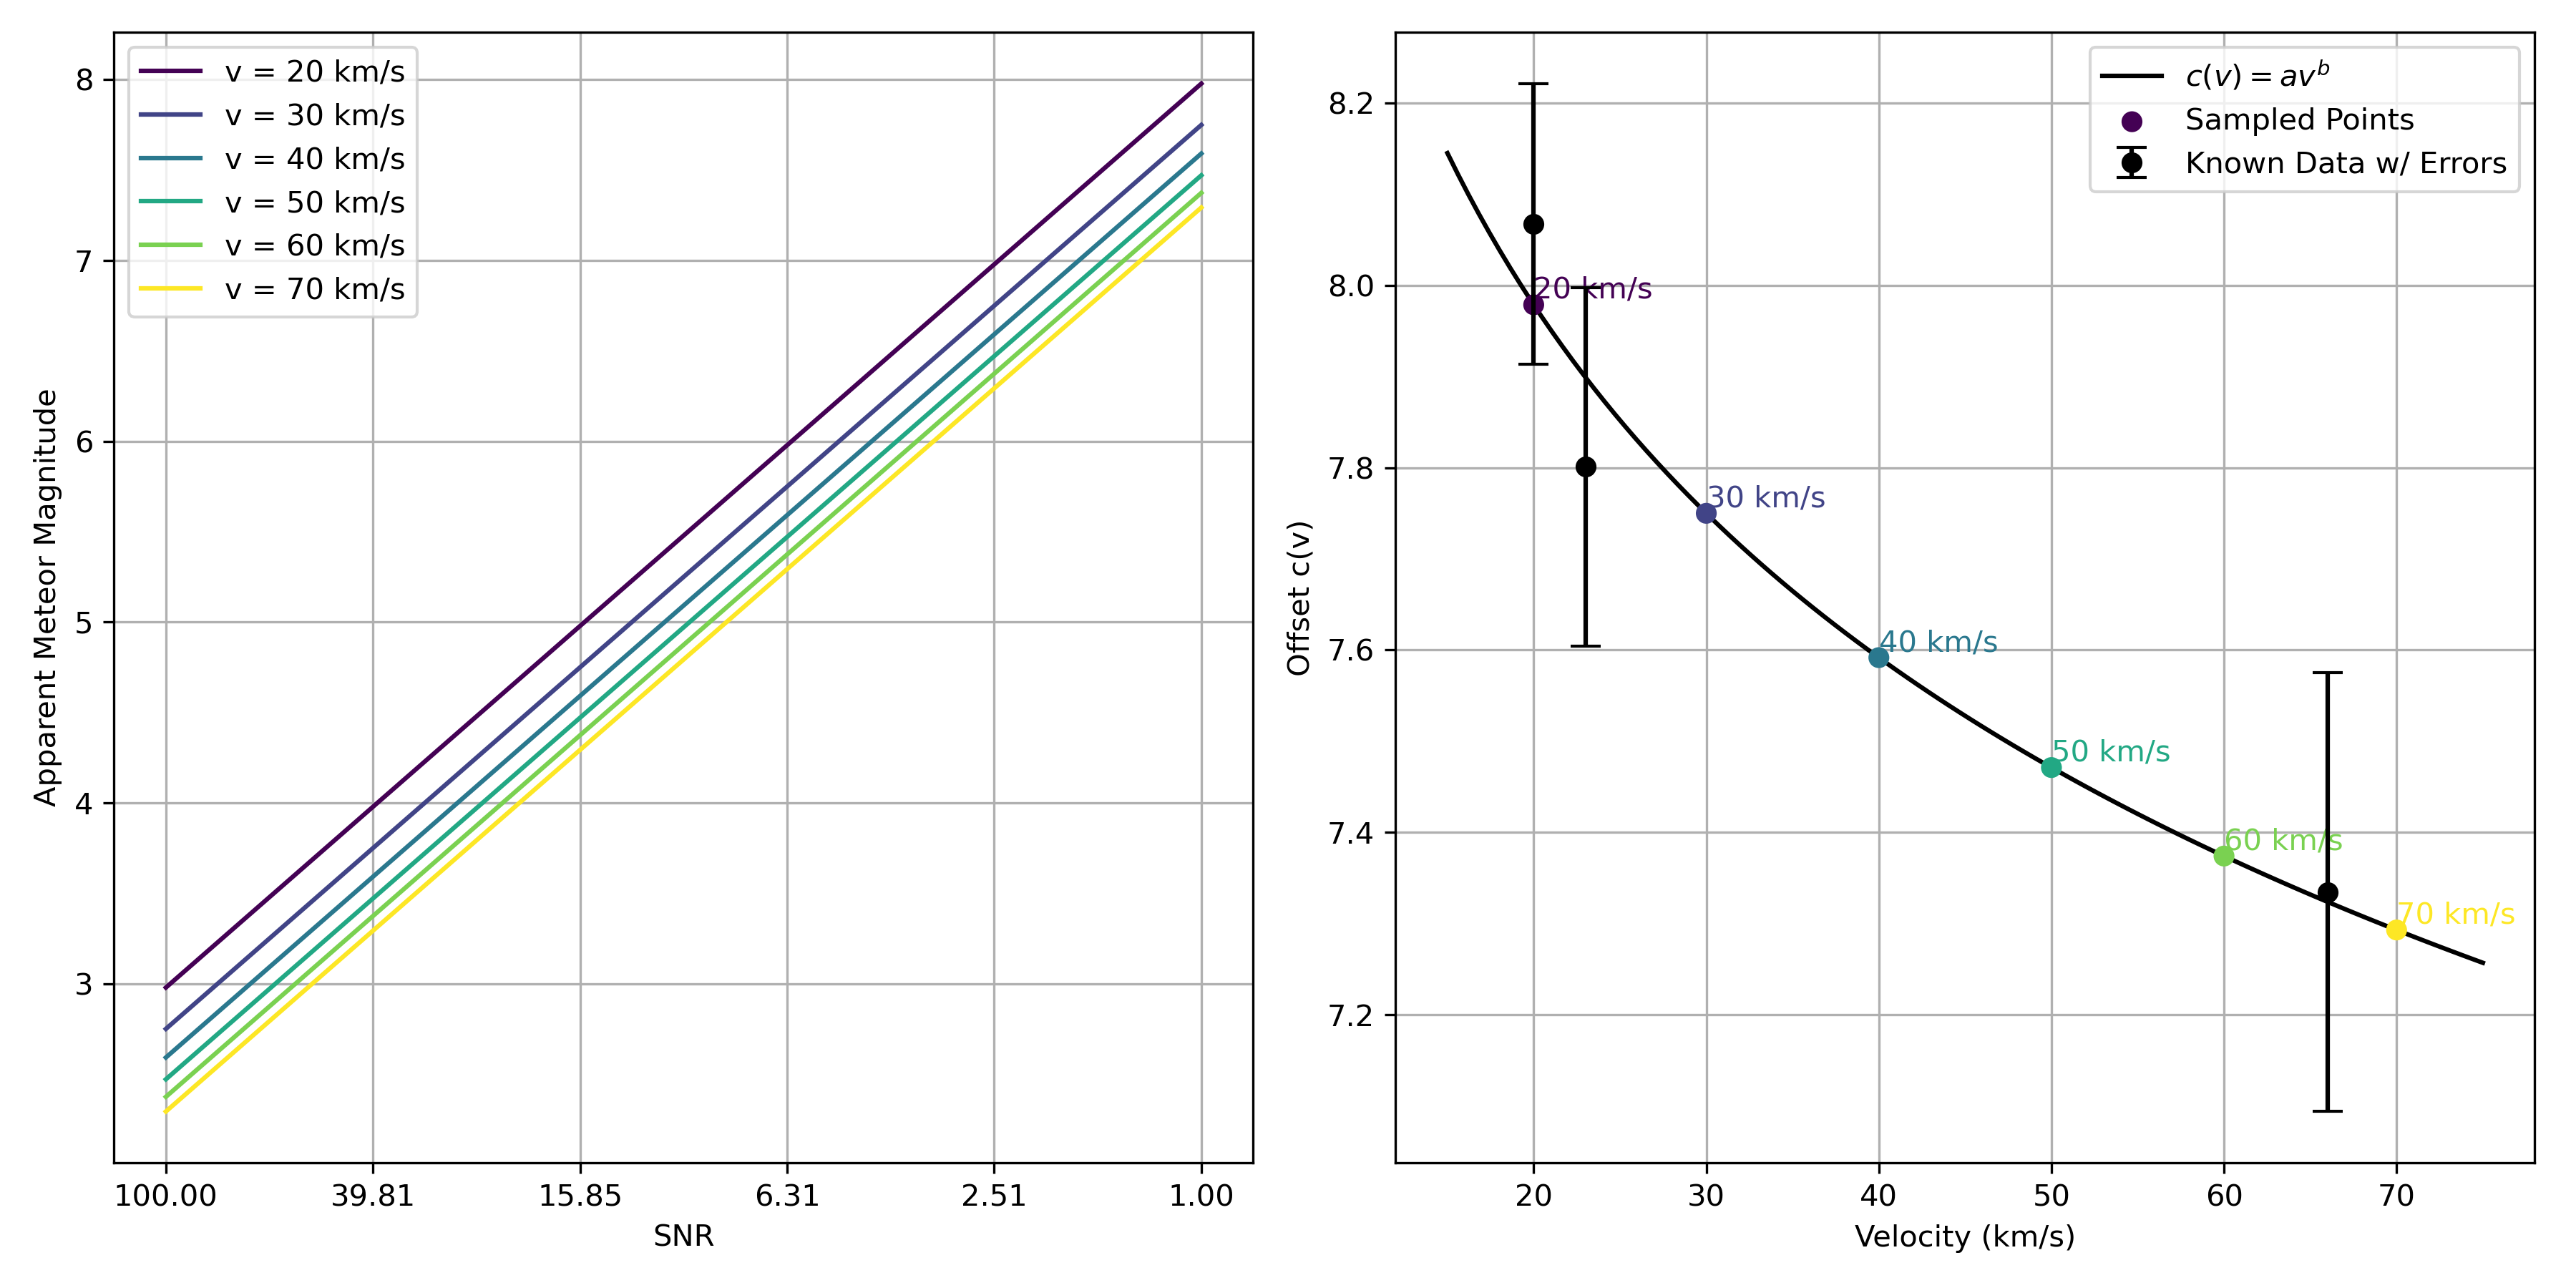 v = 20 km/s
v = 30 km/s
v = 40 km/s
v = 50 km/s
v = 60 km/s
v = 70 km/s
8
7
6
5
4
3
Apparent Meteor Magnitude
100.00
39.81
15.85
6.31
2.51
1.00
SNR
c(v) = av^b
Sampled Points
Known Data w/ Errors
8.2
8.0
7.8
7.6
7.4
7.2
Offset c(v)
20 km/s
30 km/s
40 km/s
50 km/s
60 km/s
70 km/s
20
30
40
50
60
70
Velocity (km/s)